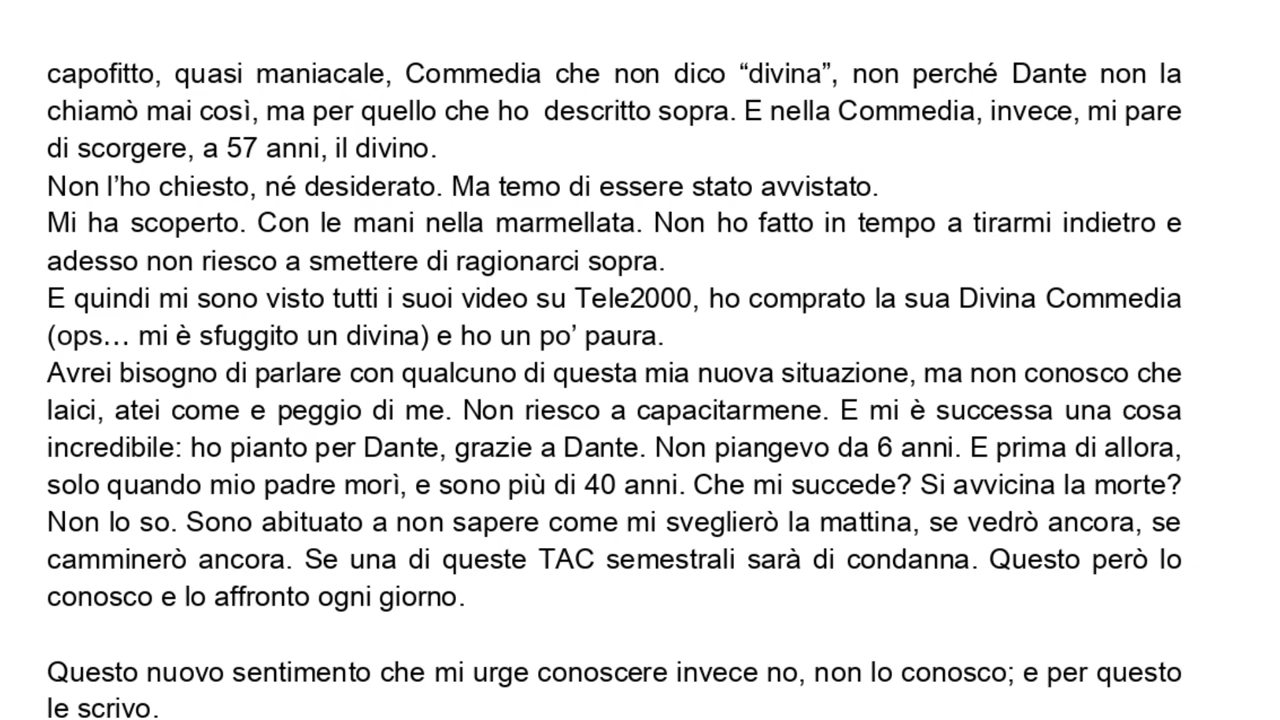 capofitto, quasi maniacale, Commedia che non dico “divina”, non perché Dante non la
chiamò mai così, ma per quello che ho descritto sopra. E nella Commedia, invece, mi pare
di scorgere, a 57 anni, il divino.
Non l’ho chiesto, né desiderato. Ma temo di essere stato avvistato.
Mi ha scoperto. Con le mani nella marmellata. Non ho fatto in tempo a tirarmi indietro e
adesso non riesco a smettere di ragionarci sopra.
E quindi mi sono visto tutti i suoi video su Tele2000, ho comprato la sua Divina Commedia
(ops… mi è sfuggito un divina) e ho un po’ paura.
Avrei bisogno di parlare con qualcuno di questa mia nuova situazione, ma non conosco che
laici, atei come e peggio di me. Non riesco a capacitarmene. E mi è successa una cosa
incredibile: ho pianto per Dante, grazie a Dante. Non piangevo da 6 anni. E prima di allora,
solo quando mio padre morì, e sono più di 40 anni. Che mi succede? Si avvicina la morte?
Non lo so. Sono abituato a non sapere come mi sveglierò la mattina, se vedrò ancora, se
camminerò ancora. Se una di queste TAC semestrali sarà di condanna. Questo però lo
conosco e lo affronto ogni giorno.
Questo nuovo sentimento che mi urge conoscere invece no, non lo conosco; e per questo
le scrivo.